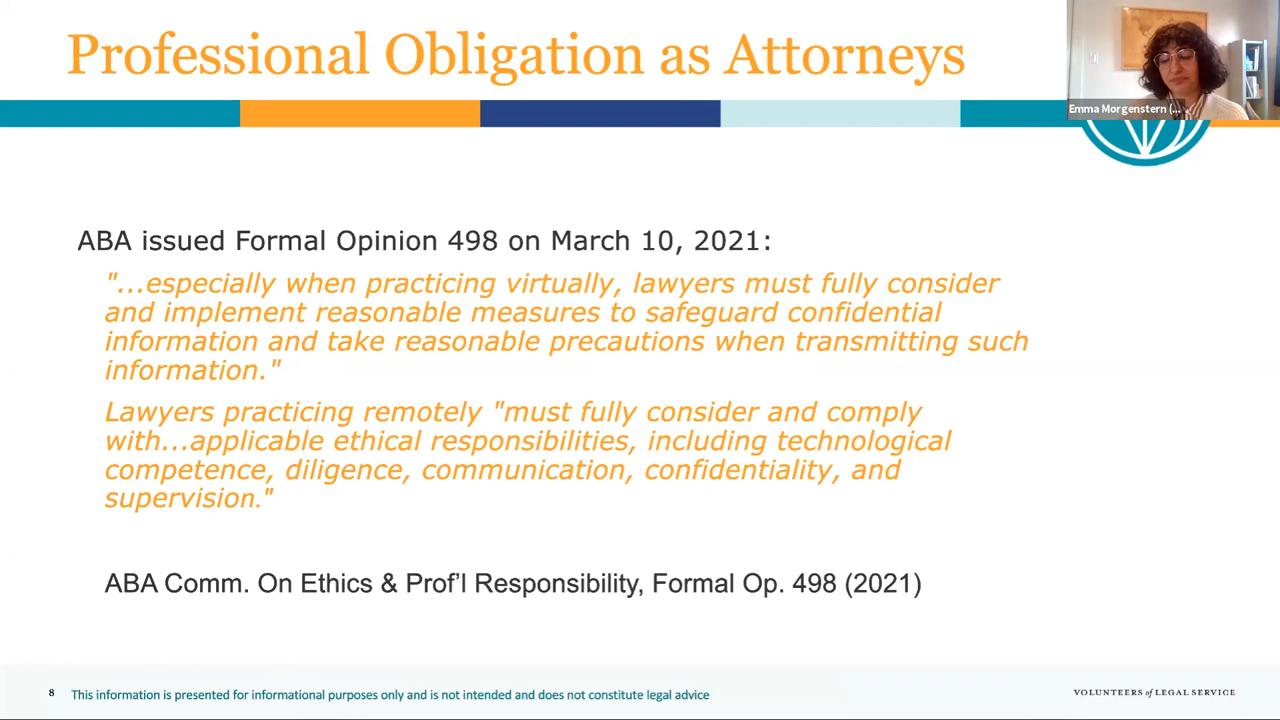 Professional Obligation as Attorneys
Emma Morgenstern (...
ABA issued Formal Opinion 498 on March 10, 2021:
"...especially when practicing virtually, lawyers must fully consider
and implement reasonable measures to safeguard confidential
information and take reasonable precautions when transmitting such
information."
Lawyers practicing remotely "must fully consider and comply
with...applicable ethical responsibilities, including technological
competence, diligence, communication, confidentiality, and
supervision."
ABA Comm. On Ethics & Prof’l Responsibility, Formal Op. 498 (2021)
8 This information is presented for informational purposes only and is not intended and does not constitute legal advice
VOLUNTEERS of LEGAL SERVICE